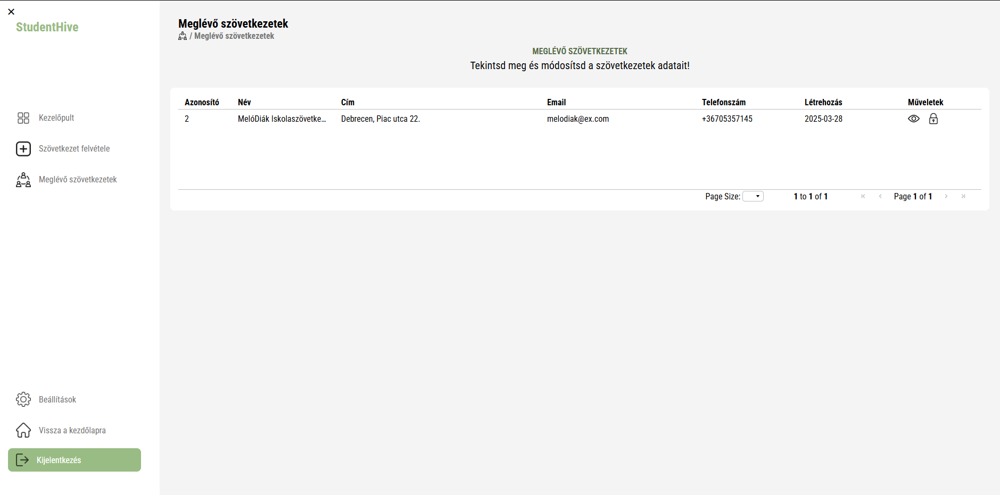 StudentHive
Kezelőpult
Szövetkezet felvétele
Meglévő szövetkezetek
Beállítások
Vissza a kezdőlapra
Kijelentkezés
Meglévő szövetkezetek
/ Meglévő szövetkezetek
MEGLÉVŐ SZÖVETKEZETEK
Tekintsd meg és módosítsd a szövetkezetek adatait!
Azonosító Név Cím Email Telefonszám Létrehozás Műveletek
2 MelóDiák Iskolaszövetke... Debrecen, Piac utca 22. melodiak@ex.com +36705357145 2025-03-28
Page Size: 1 to 1 of 1 Page 1 of 1